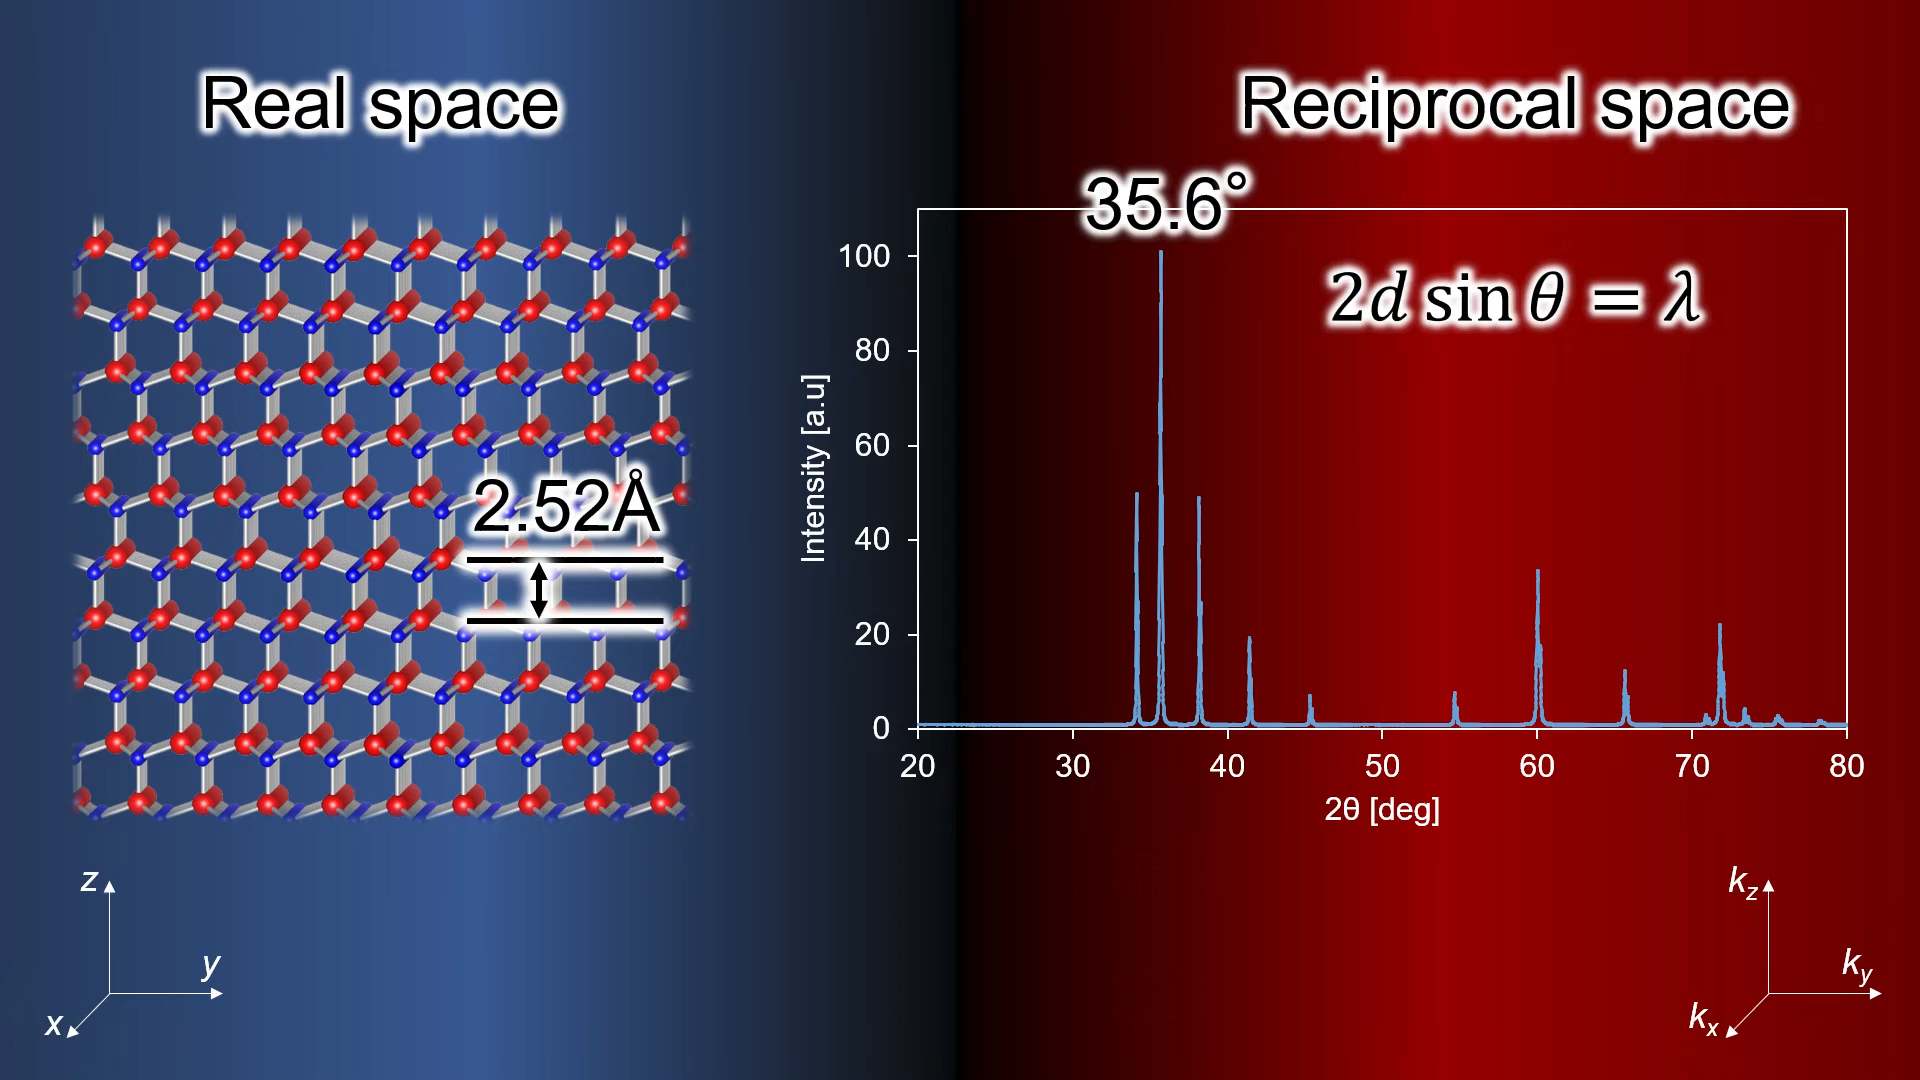 Real space
Reciprocal space
35.6°
2d sin θ = λ
2.52Å
Intensity [a.u]
100
80
60
40
20
0
20 30 40 50 60 70 80
2θ [deg]
z
y
x
kz
ky
kx